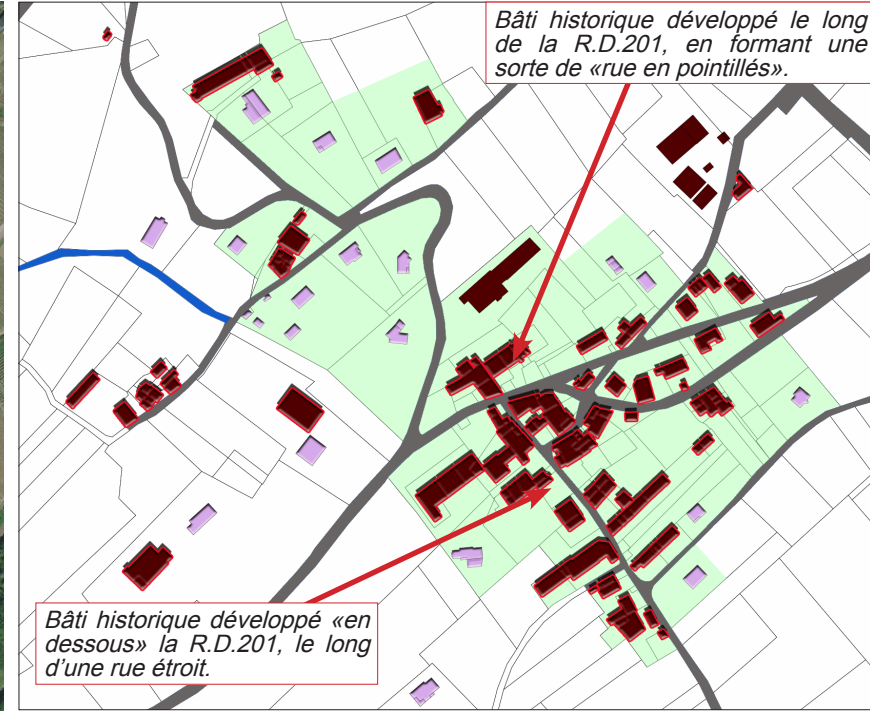 Bâti historique développé le long
de la R.D.201, en formant une
sorte de «rue en pointillés».
Bâti historique développé «en
dessous» la R.D.201, le long
d'une rue étroit.